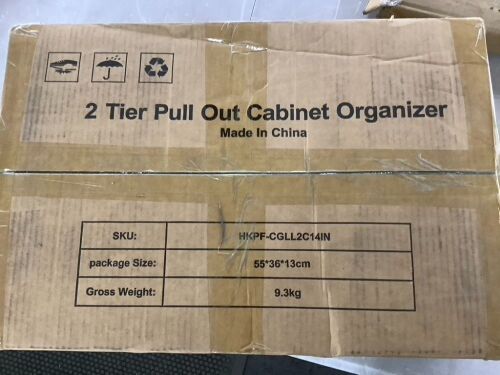 2 Tier Pull Out Cabinet Organizer
Made In China
SKU: HKPF-CGLL2C14IN
package Size: 55*36*13cm
Gross Weight: 9.3kg